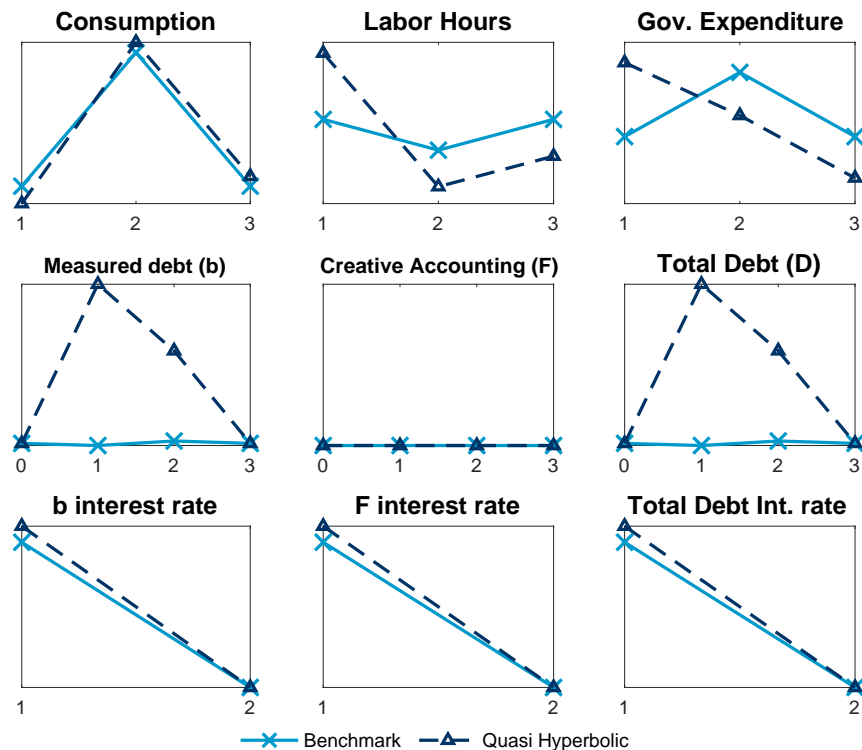 Consumption
Labor Hours
Gov. Expenditure
1 2 3
1 2 3
1 2 3
Measured debt (b)
Creative Accounting (F)
Total Debt (D)
0 1 2 3
0 1 2 3
0 1 2 3
b interest rate
F interest rate
Total Debt Int. rate
1 2
1 2
1 2
Benchmark
Quasi Hyperbolic